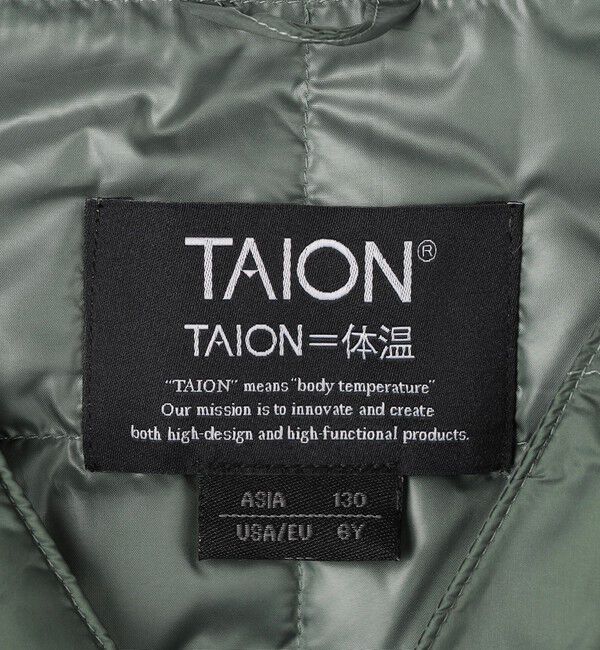 TAION®
TAION=体温
"TAION" means "body temperature"
Our mission is to innovate and create
both high-design and high-functional products.
ASIA 130
USA/EU 6Y